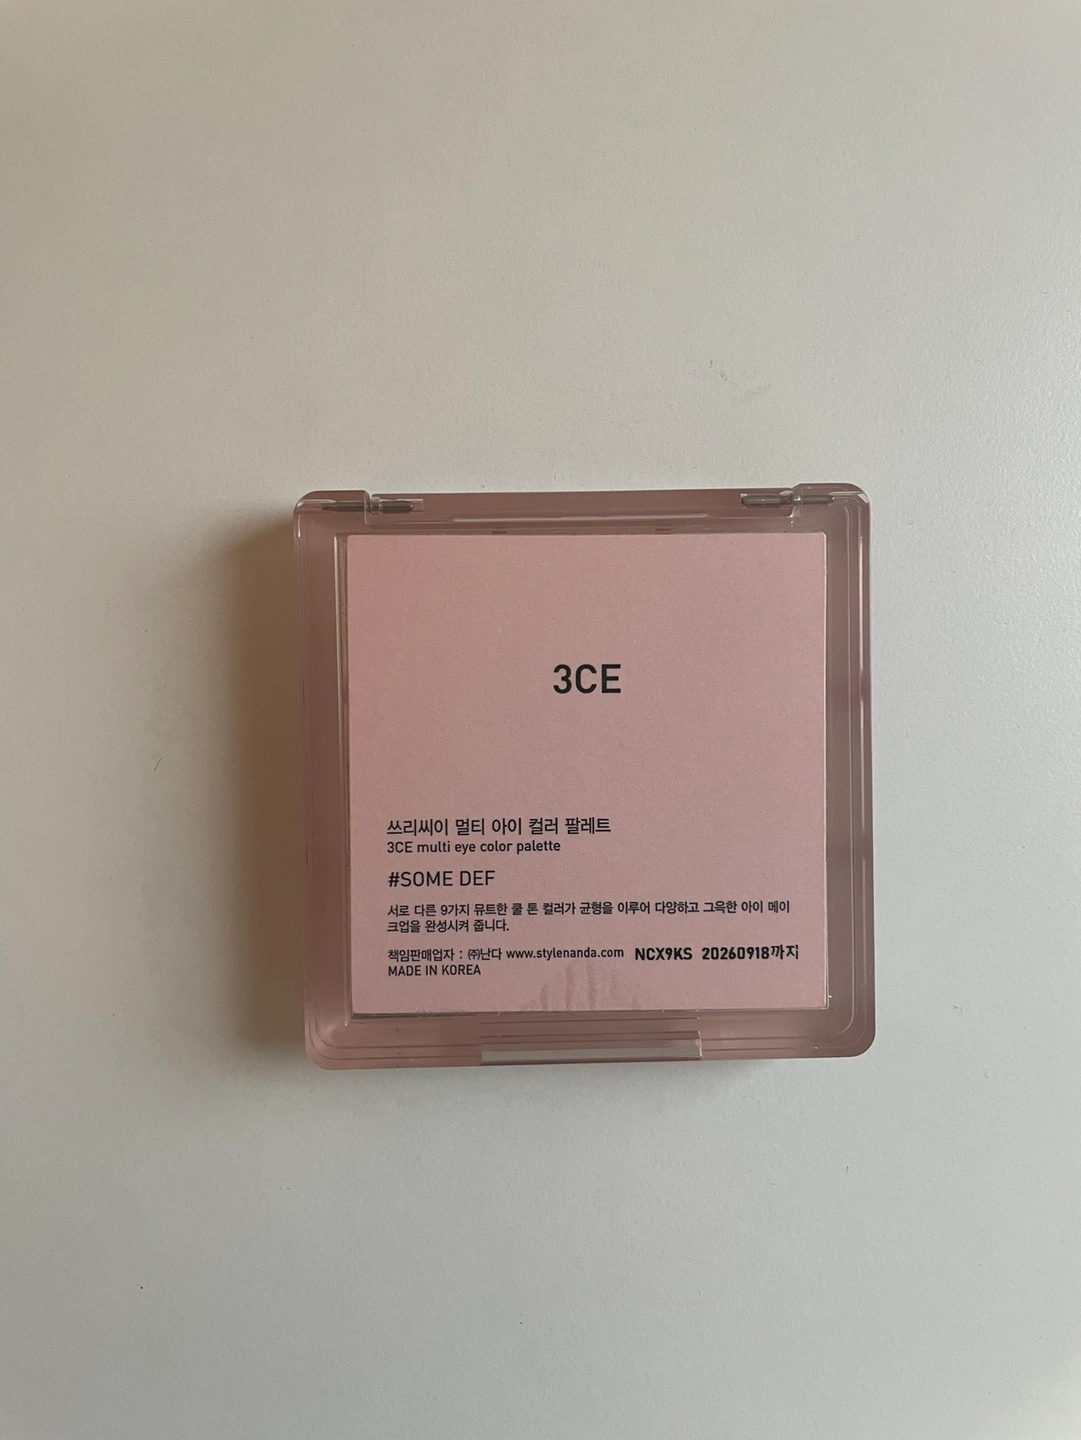 3CE
쓰리씨이 멀티 아이 컬러 팔레트
3CE multi eye color palette
#SOME DEF
서로 다른 9가지 뮤트한 쿨 톤 컬러가 균형을 이루어 다양하고 그윽한 아이 메이
크업을 완성시켜 줍니다.
책임판매업자 : ㈜난다 www.stylenanda.com NCX9KS 20260918까지
MADE IN KOREA